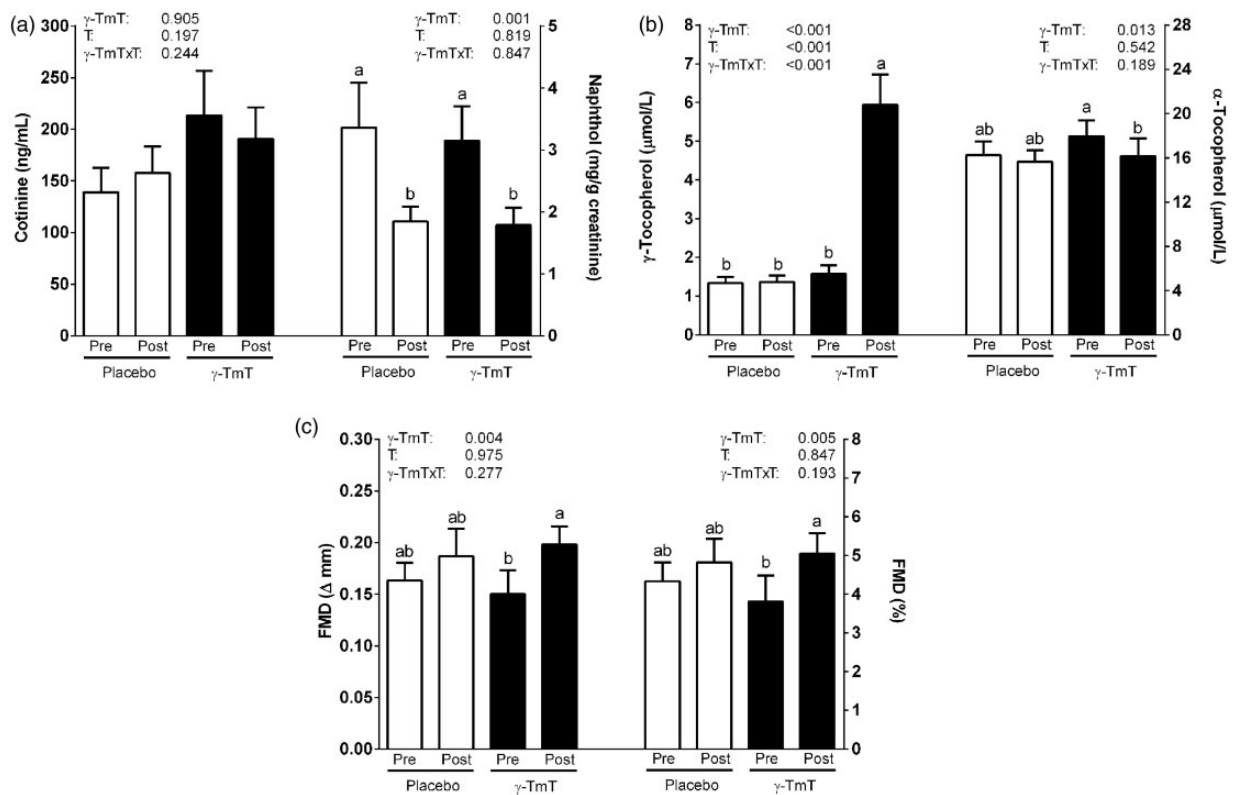 (a)
γ-TmT: 0.905
T: 0.197
γ-TmTxT: 0.244
γ-TmT: 0.001
T: 0.819
γ-TmTxT: 0.847
300
250
200
150
100
50
0
Cotinine (ng/mL)
5
4
3
2
1
0
Naphthol (mg/g creatinine)
a
b
a
b
Pre Post Pre Post Pre Post Pre Post
Placebo γ-TmT Placebo γ-TmT
(b)
γ-TmT: <0.001
T: <0.001
γ-TmTxT: <0.001
γ-TmT: 0.013
T: 0.542
γ-TmTxT: 0.189
8
7
6
5
4
3
2
1
0
γ-Tocopherol (μmol/L)
28
24
20
16
12
8
4
0
α-Tocopherol (μmol/L)
b b b a ab ab a b
Pre Post Pre Post Pre Post Pre Post
Placebo γ-TmT Placebo γ-TmT
(c)
γ-TmT: 0.004
T: 0.975
γ-TmTxT: 0.277
γ-TmT: 0.005
T: 0.847
γ-TmTxT: 0.193
0.30
0.25
0.20
0.15
0.10
0.05
0.00
FMD (Δ mm)
8
7
6
5
4
3
2
1
0
FMD (%)
ab ab b a ab ab b a
Pre Post Pre Post Pre Post Pre Post
Placebo γ-TmT Placebo γ-TmT